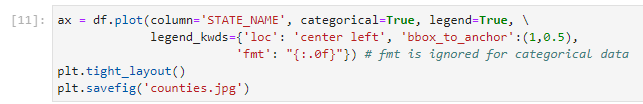 [11]: ax = df.plot(column='STATE_NAME', categorical=True, legend=True, \
legend_kwds={'loc': 'center left', 'bbox_to_anchor':(1,0.5),
'fmt': "{:.0f}"}) # fmt is ignored for categorical data
plt.tight_layout()
plt.savefig('counties.jpg')